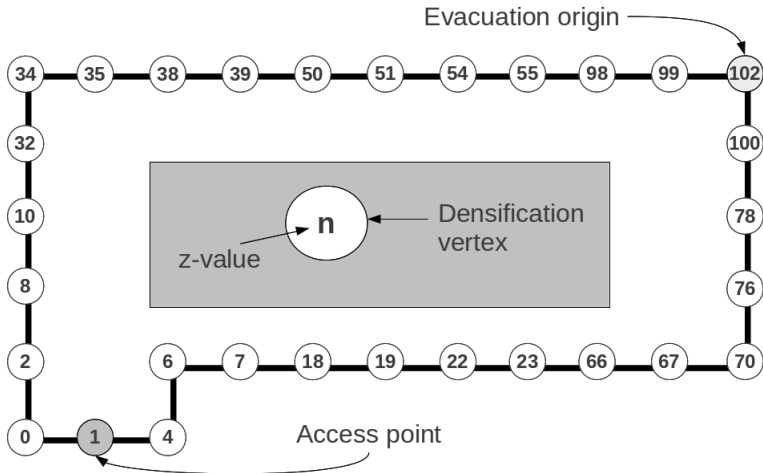 Evacuation origin
34 35 38 39 50 51 54 55 98 99 102
32 100
10 n Densification 78
vertex
z-value
8 76
2 6 7 18 19 22 23 66 67 70
0 1 4 Access point